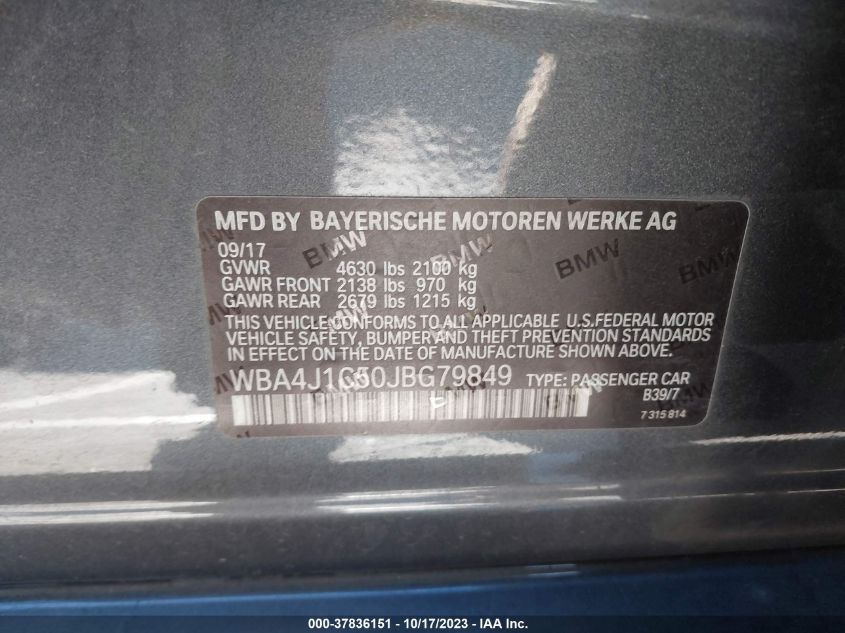 MFD BY BAYERISCHE MOTOREN WERKE AG
09/17
GVWR 4630 lbs 2100 kg
GAWR FRONT 2138 lbs 970 kg
GAWR REAR 2679 lbs 1215 kg
THIS VEHICLE CONFORMS TO ALL APPLICABLE U.S.FEDERAL MOTOR
VEHICLE SAFETY, BUMPER AND THEFT PREVENTION STANDARDS
IN EFFECT ON THE DATE OF MANUFACTURE SHOWN ABOVE.
WBA4J1C50JBG79849 TYPE: PASSENGER CAR
B39/7
7 315 814
BMW
BMW
BMW
000-37836151 - 10/17/2023 - IAA Inc.